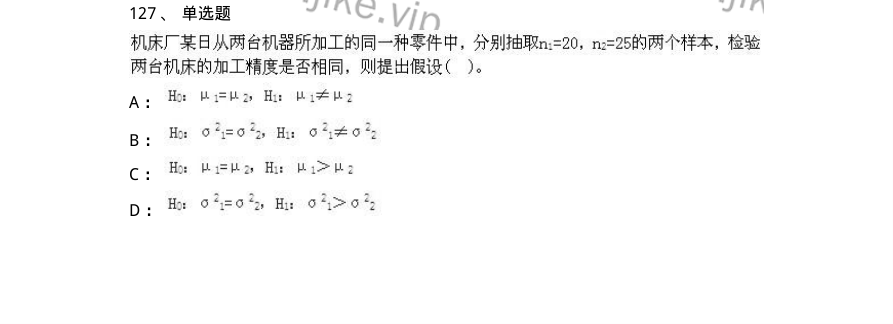 127 、 单选题
机床厂某日从两台机器所加工的同一种零件中，分别抽取n₁=20，n₂=25的两个样本，检验
两台机床的加工精度是否相同，则提出假设(  )。
A： H₀: μ₁=μ₂, H₁: μ₁≠μ₂
B： H₀: σ²₁=σ²₂, H₁: σ²₁≠σ²₂
C： H₀: μ₁=μ₂, H₁: μ₁＞μ₂
D： H₀: σ²₁=σ²₂, H₁: σ²₁＞σ²₂